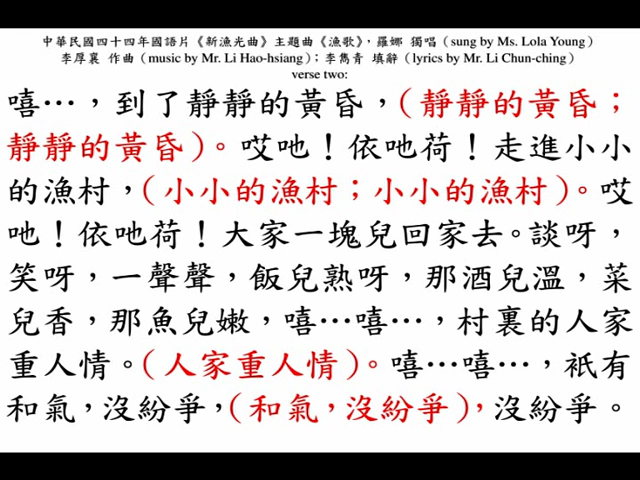 中華民國四十四年國語片《新漁光曲》主題曲《漁歌》，羅娜 獨唱（sung by Ms. Lola Young）
李厚襄 作曲（music by Mr. Li Hao-hsiang）；李雋青 填辭（lyrics by Mr. Li Chun-ching）
verse two:
嘻⋯，到了靜靜的黃昏，（靜靜的黃昏；
靜靜的黃昏）。哎吔！依吔荷！走進小小
的漁村，（小小的漁村；小小的漁村）。哎
吔！依吔荷！大家一塊兒回家去。談呀，
笑呀，一聲聲，飯兒熟呀，那酒兒溫，菜
兒香，那魚兒嫩，嘻⋯嘻⋯，村裏的人家
重人情。（人家重人情）。嘻⋯嘻⋯，衹有
和氣，沒紛爭，（和氣，沒紛爭），沒紛爭。